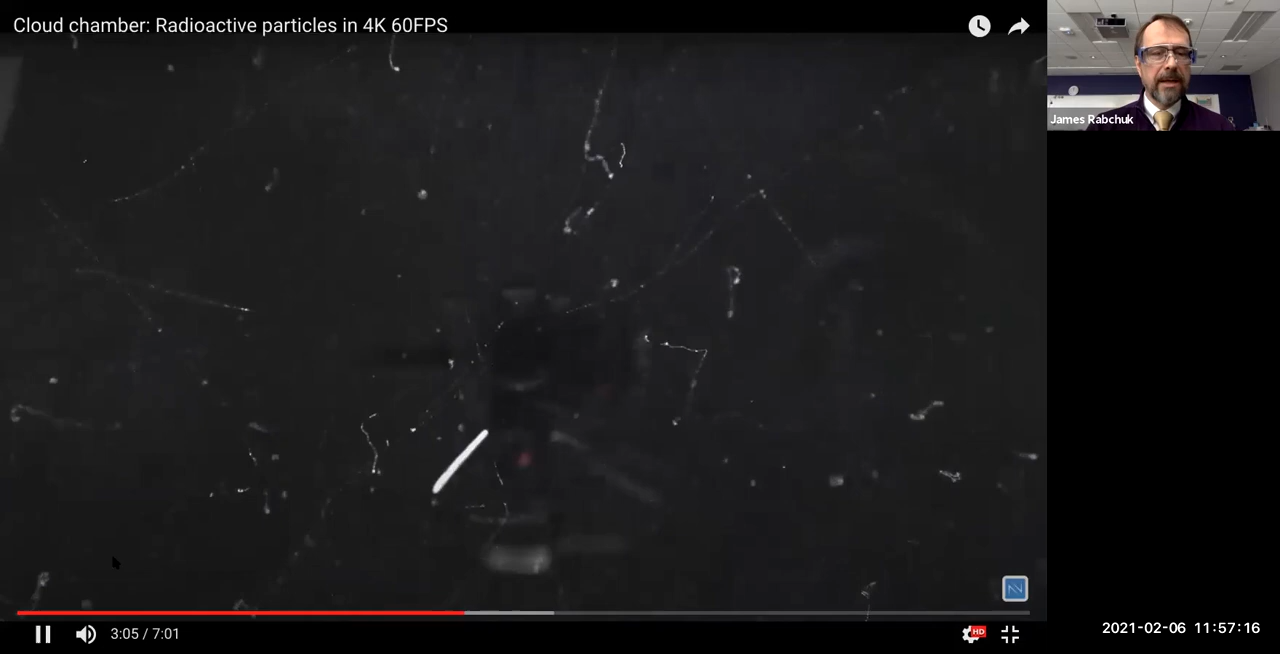 Cloud chamber: Radioactive particles in 4K 60FPS
James Rabchuk
HD
3:05 / 7:01
2021-02-06 11:57:16